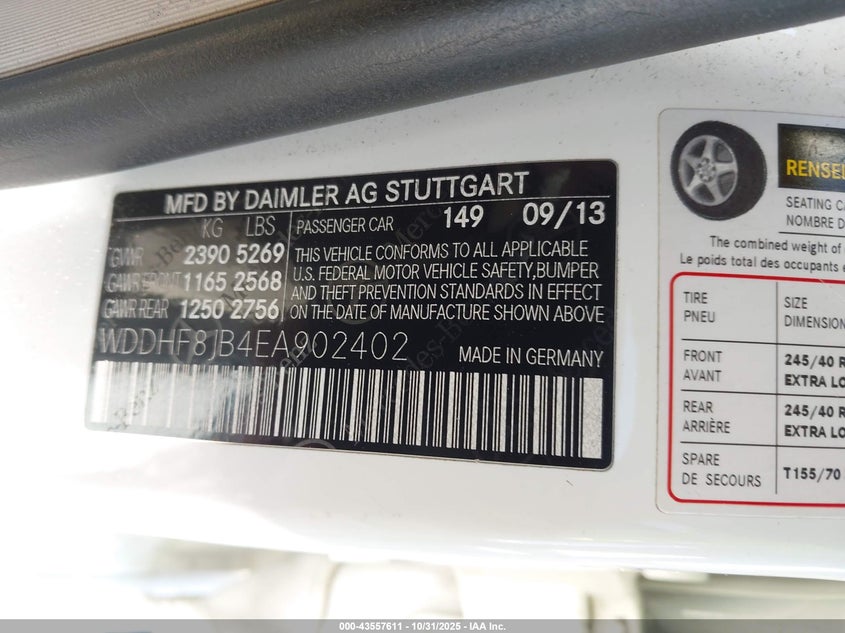 MFD BY DAIMLER AG STUTTGART
KG LBS
GVWR 2390 5269
GAWR FRONT 1165 2568
GAWR REAR 1250 2756
PASSENGER CAR 149 09/13
THIS VEHICLE CONFORMS TO ALL APPLICABLE
U.S. FEDERAL MOTOR VEHICLE SAFETY,BUMPER
AND THEFT PREVENTION STANDARDS IN EFFECT
ON THE DATE OF MANUFACTURE SHOWN ABOVE
WDDHF8JB4EA902402
MADE IN GERMANY
SEATING
NOMBRE
The combined weight of
Le poids total des occupants
TIRE
PNEU
SIZE
DIMENSION
FRONT
AVANT
245/40 R
EXTRA
REAR
ARRIÈRE
245/40 R
EXTRA
SPARE
DE SECOURS
T155/70
000-43557611 - 10/31/2025 - IAA Inc.